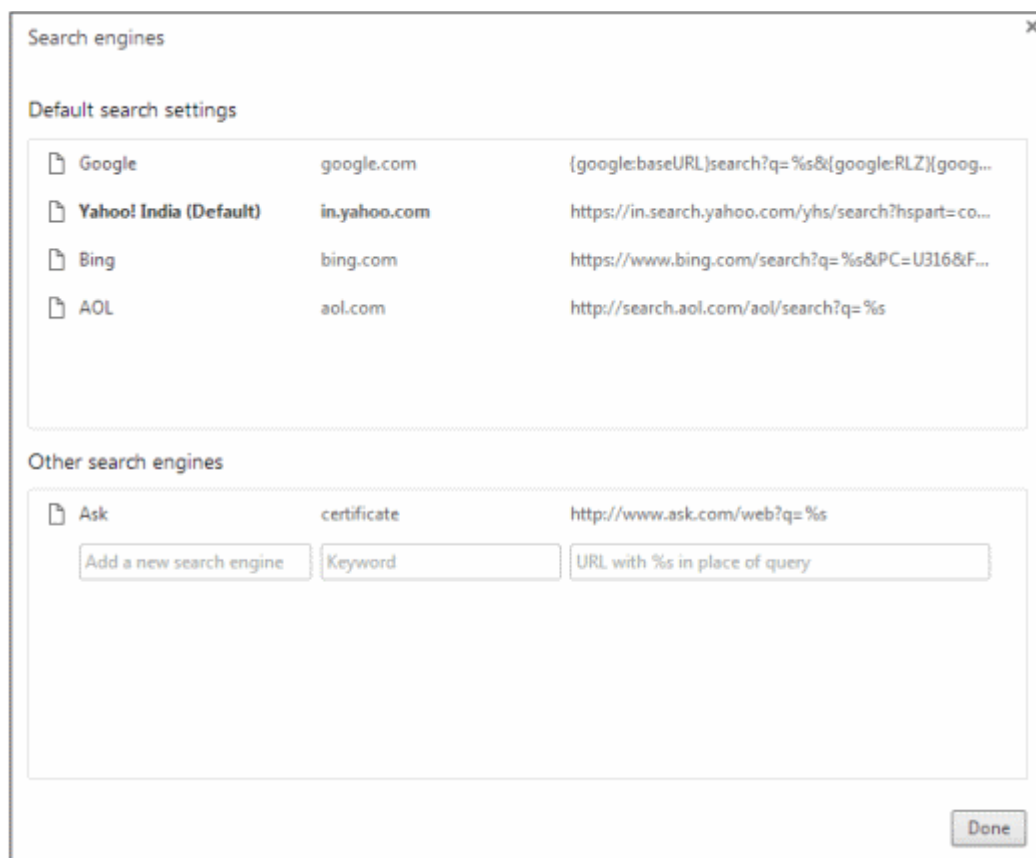 Search engines
Default search settings
Google google.com {google:baseURL}search?q=%s&{google:RLZ}{goog...
Yahoo! India (Default) in.yahoo.com https://in.search.yahoo.com/yhs/search?hspart=co...
Bing bing.com https://www.bing.com/search?q=%s&PC=U316&F...
AOL aol.com http://search.aol.com/aol/search?q=%s
Other search engines
Ask certificate http://www.ask.com/web?q=%s
Add a new search engine Keyword URL with %s in place of query
Done